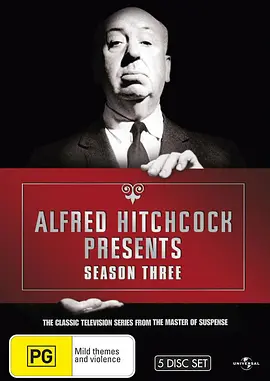 ALFRED HITCHCOCK
PRESENTS
SEASON THREE
THE CLASSIC TELEVISION SERIES FROM THE MASTER OF SUSPENSE
PG
Mild themes
and violence
5 DISC SET
UNIVERSAL